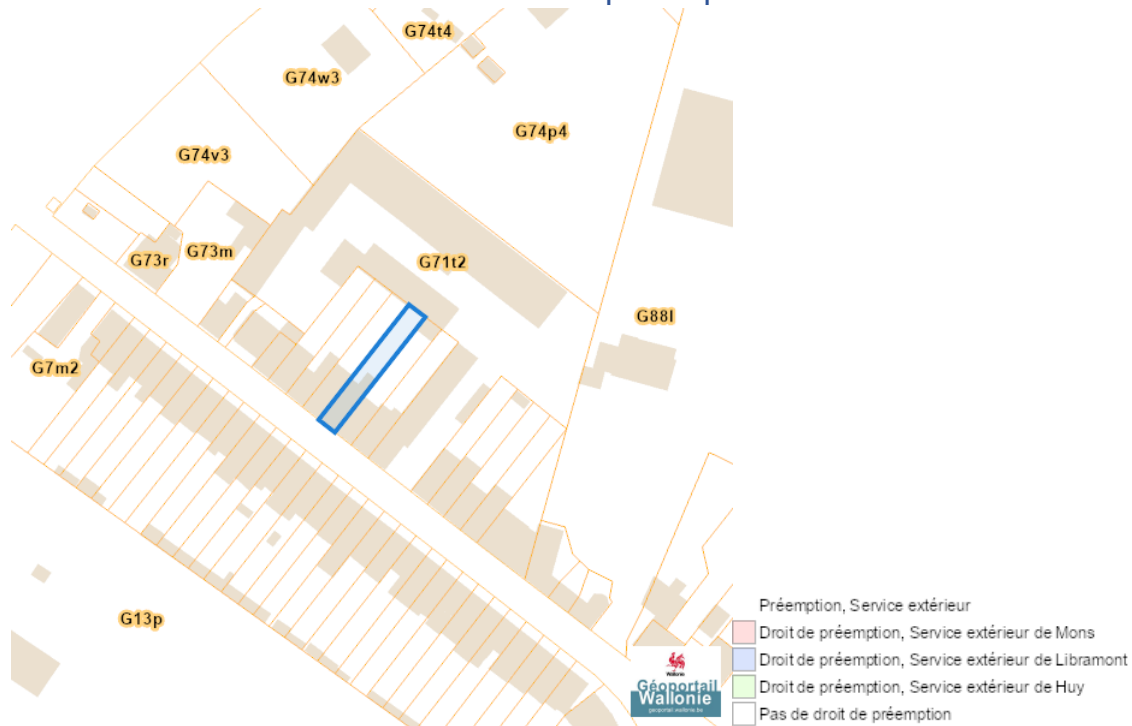 G74t4
G74w3
G74p4
G74v3
G73m
G73r
G71t2
G88l
G7m2
G13p
Wallonie
Géoportail
Wallonie
geoportail.wallonie.be
Préemption, Service extérieur
Droit de préemption, Service extérieur de Mons
Droit de préemption, Service extérieur de Libramont
Droit de préemption, Service extérieur de Huy
Pas de droit de préemption